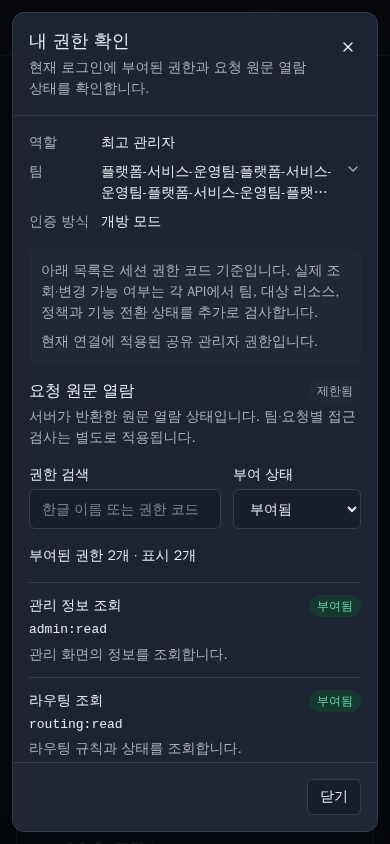 내 권한 확인
현재 로그인에 부여된 권한과 요청 원문 열람
상태를 확인합니다.
×
역할 최고 관리자
팀 플랫폼-서비스-운영팀-플랫폼-서비스-
운영팀-플랫폼-서비스-운영팀-플랫…
인증 방식 개방 모드
아래 목록은 세션 권한 코드 기준입니다. 실제 조
회·변경 가능 여부는 각 API에서 팀, 대상 리소스,
정책과 기능 전환 상태를 추가로 검사합니다.
현재 연결에 적용된 공유 관리자 권한입니다.
요청 원문 열람 제한됨
서버가 반환한 원문 열람 상태입니다. 팀·요청별 접근
검사는 별도로 적용됩니다.
권한 검색 부여 상태
한글 이름 또는 권한 코드 부여됨
부여된 권한 2개 · 표시 2개
관리 정보 조회 부여됨
admin:read
관리 화면의 정보를 조회합니다.
라우팅 조회 부여됨
routing:read
라우팅 규칙과 상태를 조회합니다.
닫기